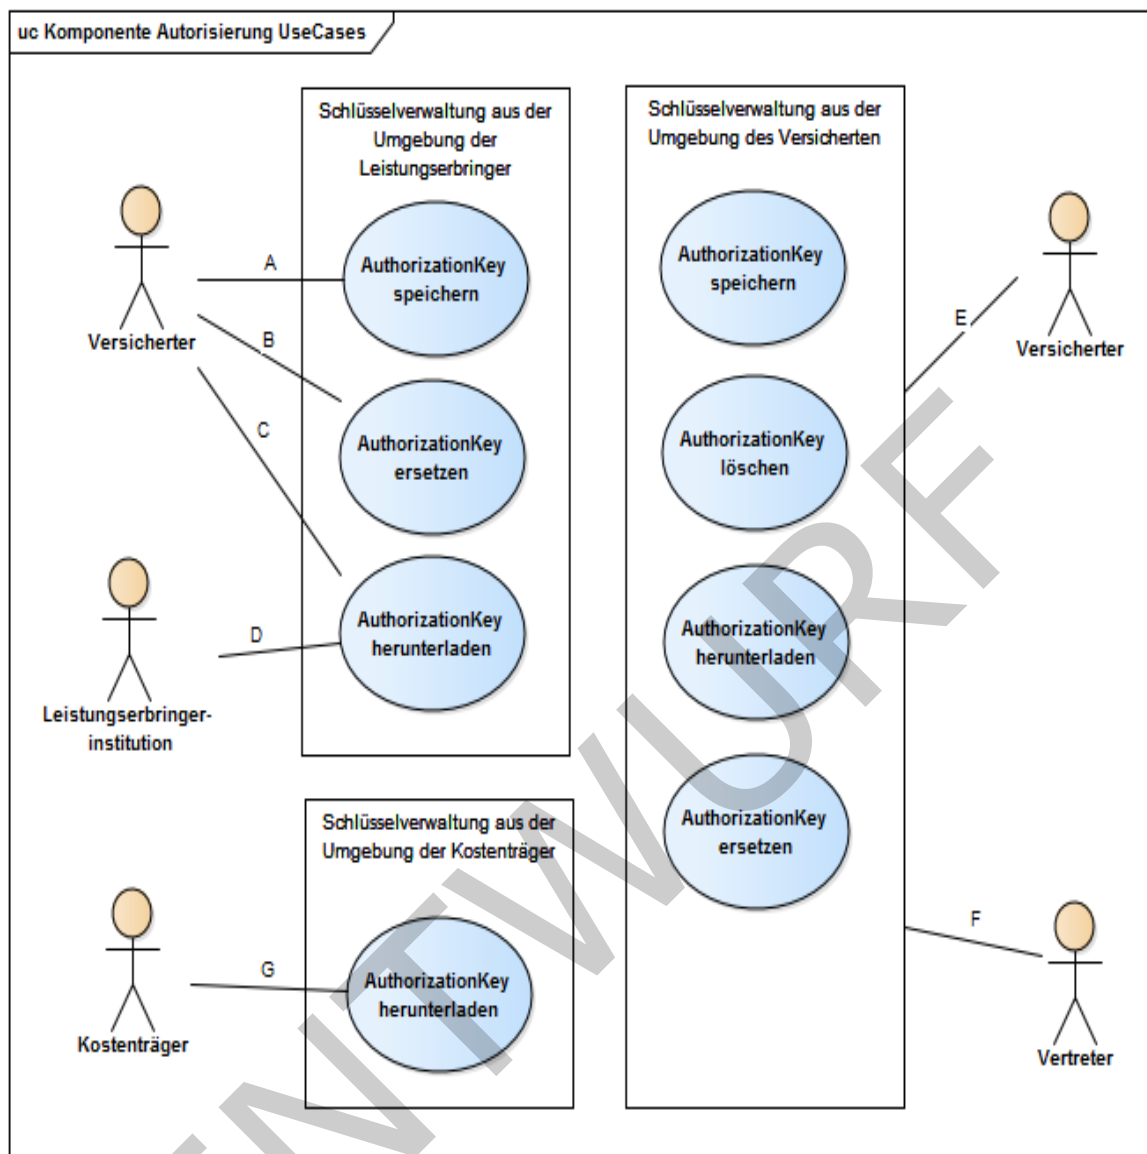 uc Komponente Autorisierung UseCases
Schlüsselverwaltung aus der
Umgebung der
Leistungserbringer
AuthorizationKey
speichern
AuthorizationKey
ersetzen
AuthorizationKey
herunterladen
Versicherter
A
B
C
Leistungserbringer-
institution
D
Schlüsselverwaltung aus der
Umgebung des Versicherten
AuthorizationKey
speichern
AuthorizationKey
löschen
AuthorizationKey
herunterladen
AuthorizationKey
ersetzen
E
Versicherter
F
Vertreter
Schlüsselverwaltung aus der
Umgebung der Kostenträger
AuthorizationKey
herunterladen
G
Kostenträger
ENTWURF